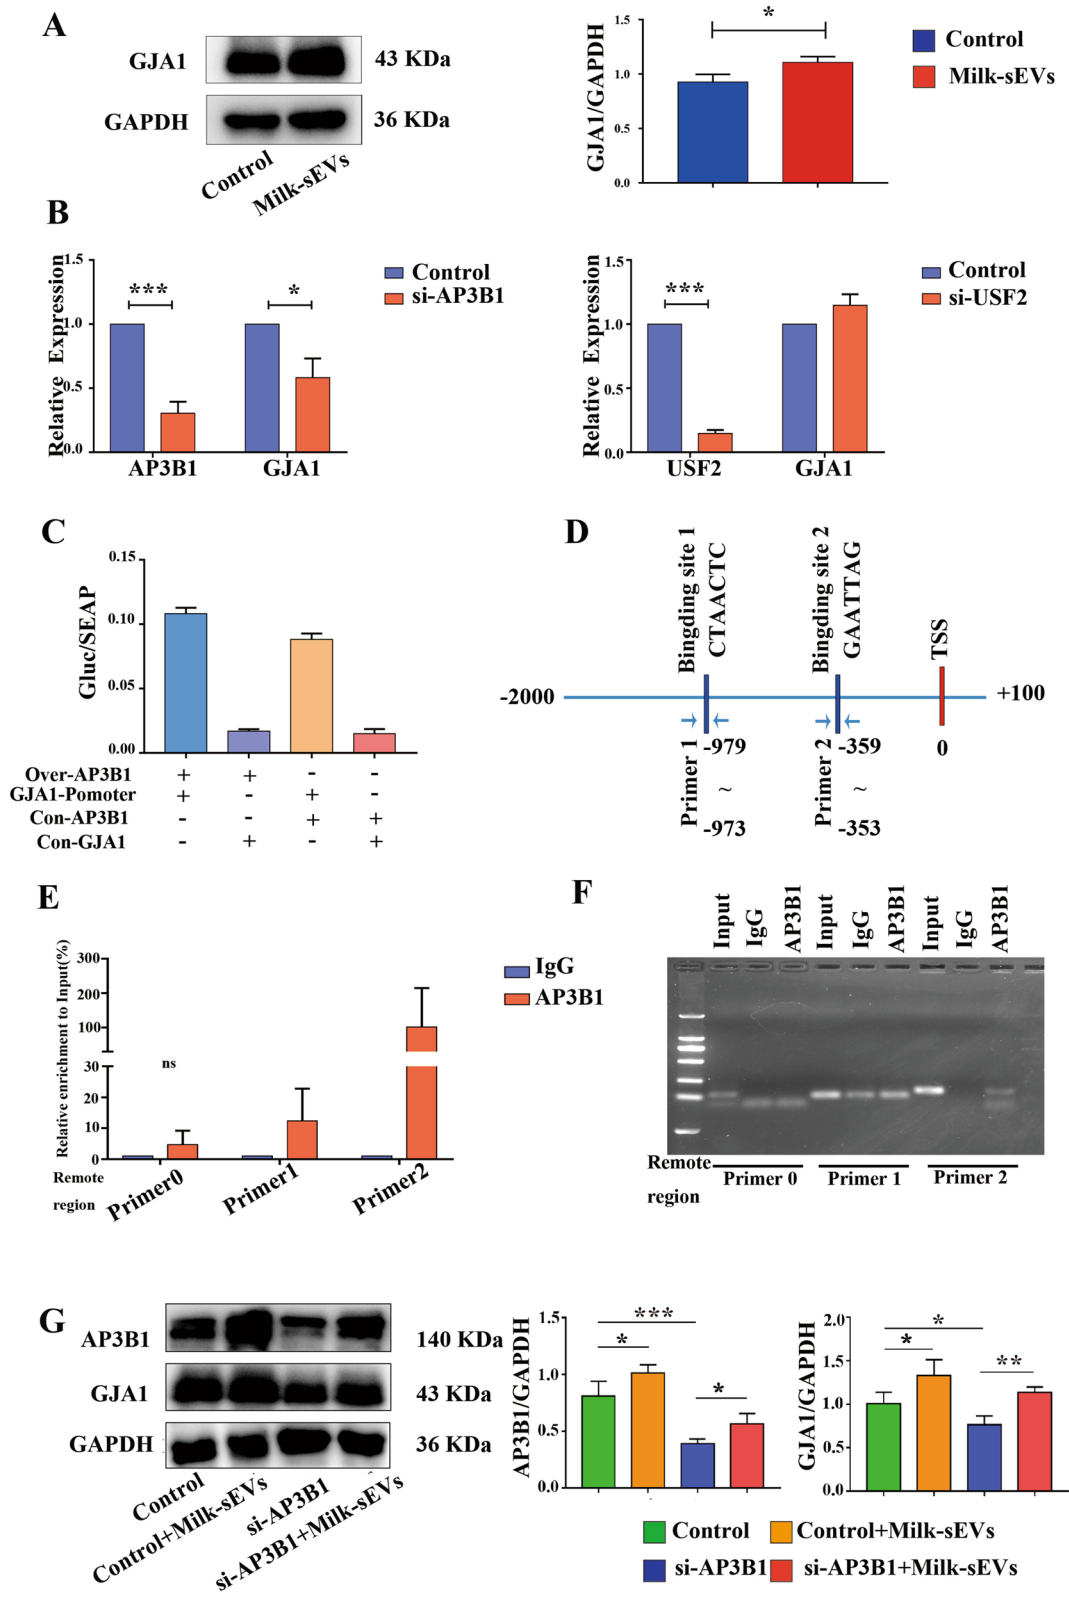 A
GJA1
43 KDa
GAPDH
36 KDa
Control
Milk-sEVs
GJA1/GAPDH
1.5
1.0
0.5
0.0
*
Control
Milk-sEVs
B
Relative Expression
1.5
1.0
0.5
0.0
***
*
AP3B1
GJA1
Control
si-AP3B1
Relative Expression
1.5
1.0
0.5
0.0
***
USF2
GJA1
Control
si-USF2
C
Gluc/SEAP
0.15
0.10
0.05
0.00
Over-AP3B1 + + - -
GJA1-Pomoter + - + -
Con-AP3B1 - - + +
Con-GJA1 - + - +
D
Bingding site 1
CTAACTC
Bingding site 2
GAATTAG
TSS
-2000
+100
Primer 1
-979
~
-973
Primer 2
-359
~
-353
0
E
Relative enrichment to Input(%)
300
200
100
30
20
10
0
ns
Remote
region
Primer0
Primer1
Primer2
IgG
AP3B1
F
Input
IgG
AP3B1
Input
IgG
AP3B1
Input
IgG
AP3B1
Remote
region
Primer 0
Primer 1
Primer 2
G
AP3B1
140 KDa
GJA1
43 KDa
GAPDH
36 KDa
Control
Control+Milk-sEVs
si-AP3B1
si-AP3B1+Milk-sEVs
AP3B1/GAPDH
1.5
1.0
0.5
0.0
***
*
*
GJA1/GAPDH
2.0
1.5
1.0
0.5
0.0
*
*
**
Control
Control+Milk-sEVs
si-AP3B1
si-AP3B1+Milk-sEVs